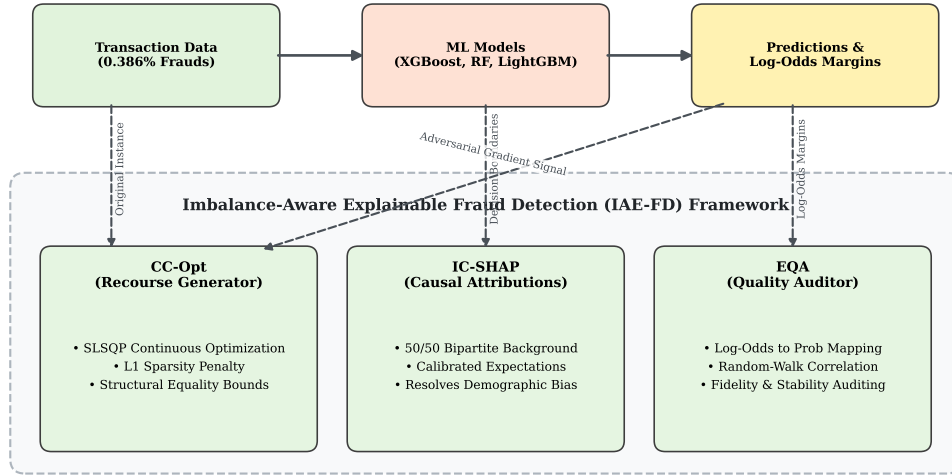 Transaction Data
(0.386% Frauds)
ML Models
(XGBoost, RF, LightGBM)
Predictions &
Log-Odds Margins
Original Instance
Adversarial Gradient Signal
Log-Odds Margins
Imbalance-Aware Explainable Fraud Detection (IAE-FD) Framework
CC-Opt
(Recourse Generator)
• SLSQP Continuous Optimization
• L1 Sparsity Penalty
• Structural Equality Bounds
IC-SHAP
(Causal Attributions)
• 50/50 Bipartite Background
• Calibrated Expectations
• Resolves Demographic Bias
EQA
(Quality Auditor)
• Log-Odds to Prob Mapping
• Random-Walk Correlation
• Fidelity & Stability Auditing